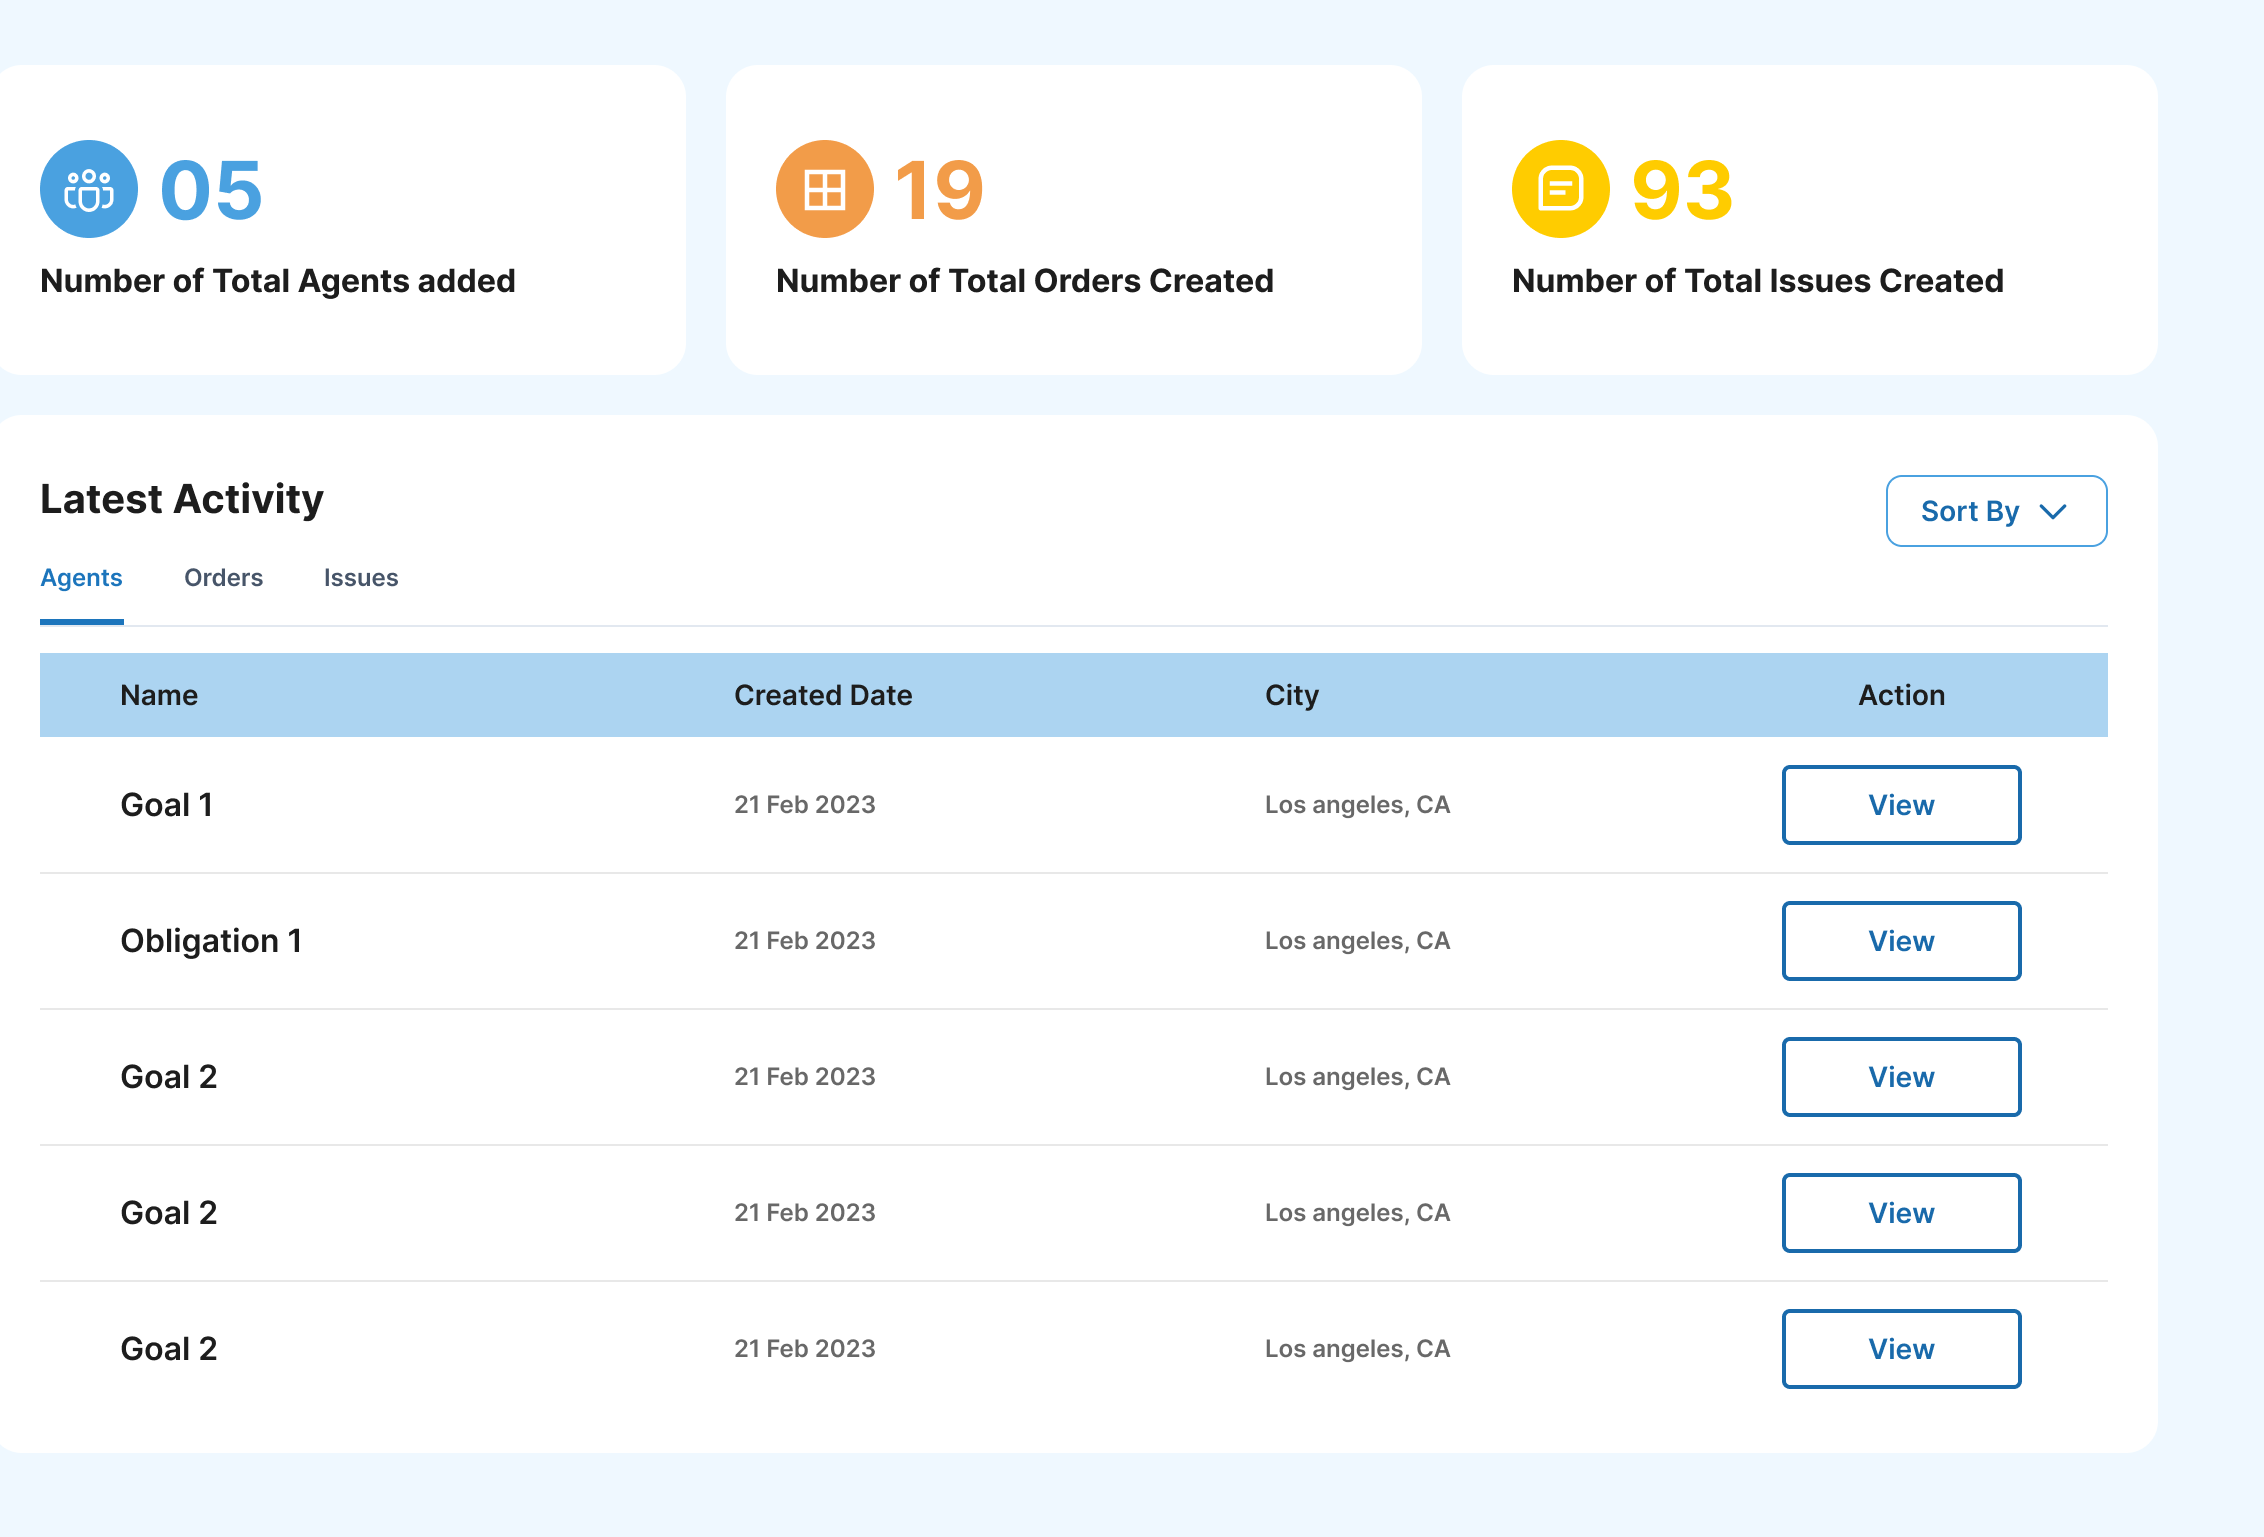 05
19
93
Number of Total Agents added
Number of Total Orders Created
Number of Total Issues Created
Latest Activity
Sort By
Agents Orders Issues
Name Created Date City Action
Goal 1 21 Feb 2023 Los angeles, CA View
Obligation 1 21 Feb 2023 Los angeles, CA View
Goal 2 21 Feb 2023 Los angeles, CA View
Goal 2 21 Feb 2023 Los angeles, CA View
Goal 2 21 Feb 2023 Los angeles, CA View